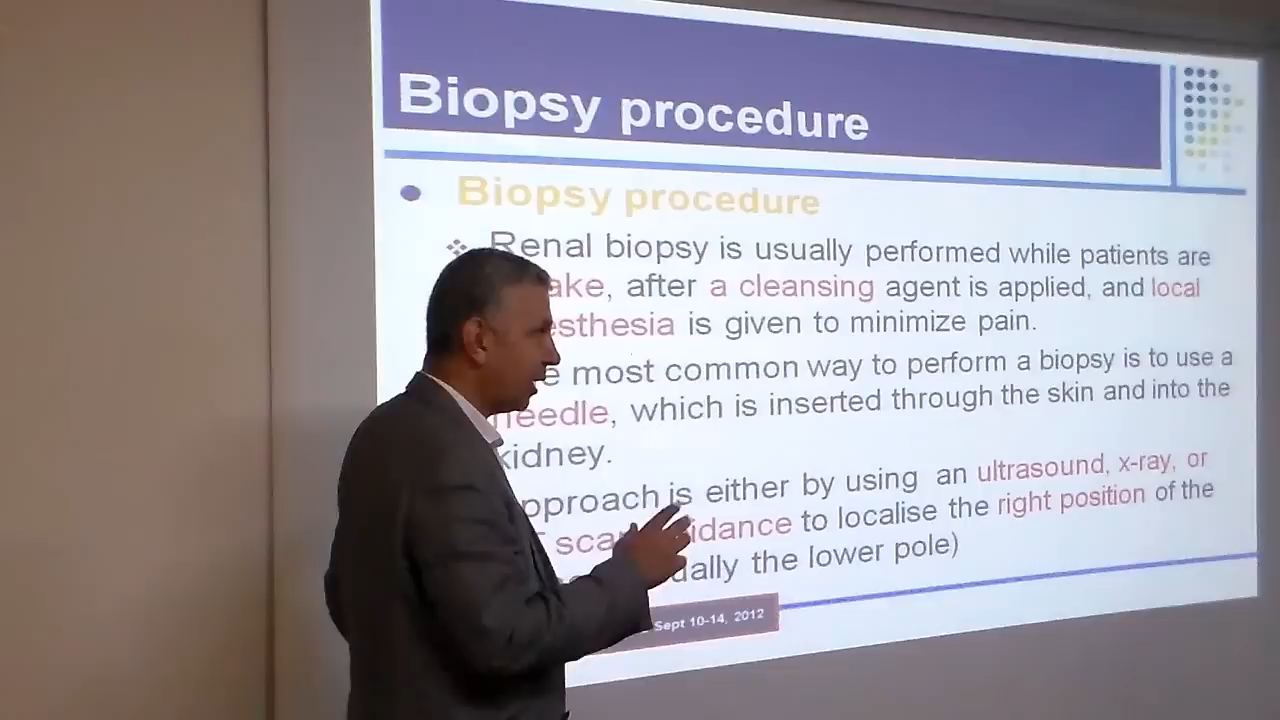 Biopsy procedure
Biopsy procedure
Renal biopsy is usually performed while patients are
ake, after a cleansing agent is applied, and local
esthesia is given to minimize pain.
e most common way to perform a biopsy is to use a
needle, which is inserted through the skin and into the
kidney.
pproach is either by using an ultrasound, x-ray, or
scan guidance to localise the right position of the
ually the lower pole)
Sept 10-14, 2012